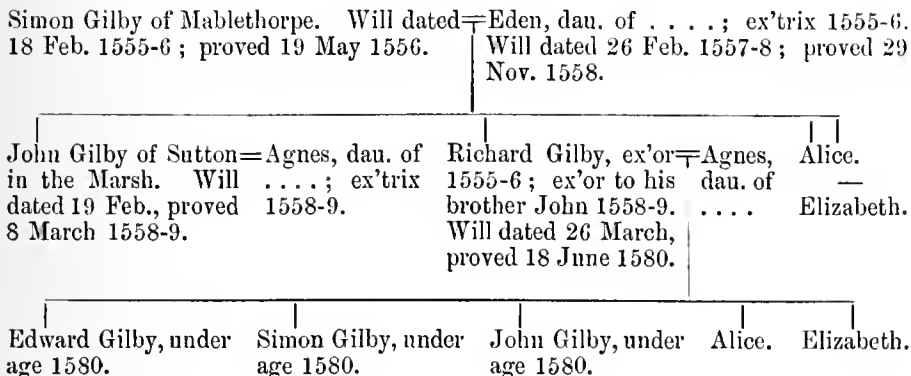 Simon Gilby of Mablethorpe. Will dated
18 Feb. 1555-6 ; proved 19 May 1556.
=Eden, dau. of . . . . ; ex'trix 1555-6.
Will dated 26 Feb. 1557-8 ; proved 29
Nov. 1558.
John Gilby of Sutton
in the Marsh. Will
dated 19 Feb., proved
8 March 1558-9.
=Agnes, dau. of
. . . . ; ex'trix
1558-9.
Richard Gilby, ex'or
1555-6 ; ex'or to his
brother John 1558-9.
Will dated 26 March,
proved 18 June 1580.
=Agnes,
dau. of
. . . .
Alice.
—
Elizabeth.
Edward Gilby, under
age 1580.
Simon Gilby, under
age 1580.
John Gilby, under
age 1580.
Alice.
Elizabeth.